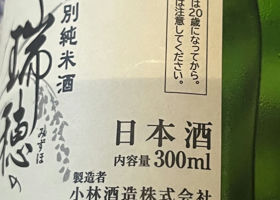 は20歳になってから。
は注意してください。
別純米酒
瑞穂の
みずほ
日本酒
内容量 300ml
製造者
小林酒造株式会社